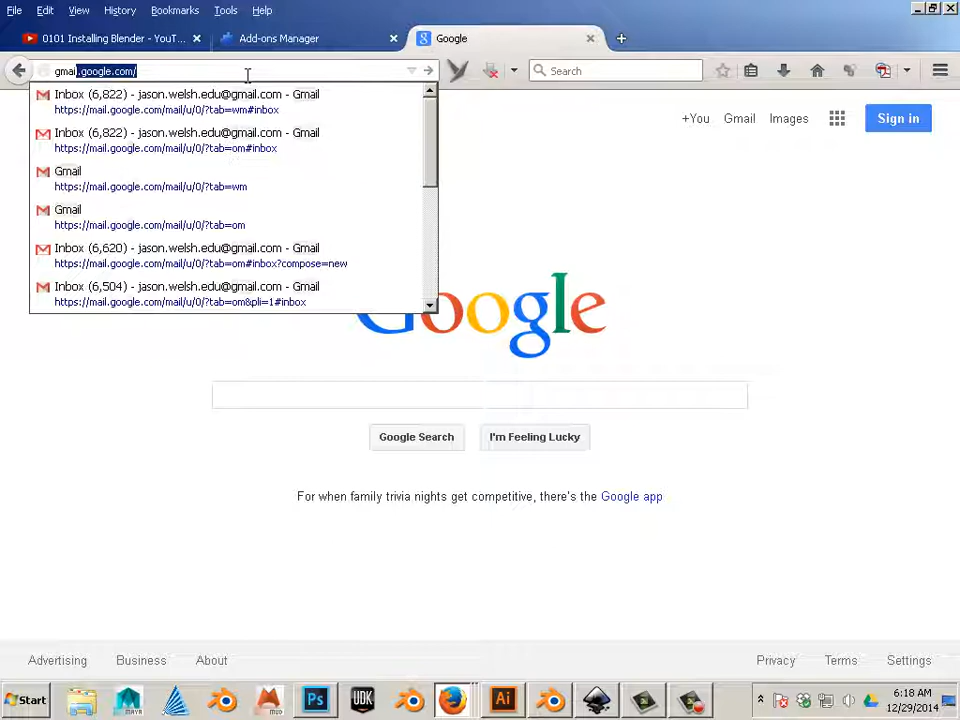 File Edit View History Bookmarks Tools Help
0101 Installing Blender - YouT...
Add-ons Manager
Google
gmai.google.com/
Search
Inbox (6,822) - jason.welsh.edu@gmail.com - Gmail
https://mail.google.com/mail/u/0/?tab=wm#inbox
Inbox (6,822) - jason.welsh.edu@gmail.com - Gmail
https://mail.google.com/mail/u/0/?tab=om#inbox
Gmail
https://mail.google.com/mail/u/0/?tab=wm
Gmail
https://mail.google.com/mail/u/0/?tab=om
Inbox (6,620) - jason.welsh.edu@gmail.com - Gmail
https://mail.google.com/mail/u/0/?tab=om#inbox?compose=new
Inbox (6,504) - jason.welsh.edu@gmail.com - Gmail
https://mail.google.com/mail/u/0/?tab=om&pli=1#inbox
+You Gmail Images
Sign in
Google
Google Search
I'm Feeling Lucky
For when family trivia nights get competitive, there's the Google app
Advertising Business About
Privacy Terms Settings
Start
MAYA
MUD
Ps
UDK
Ai
6:18 AM
12/29/2014